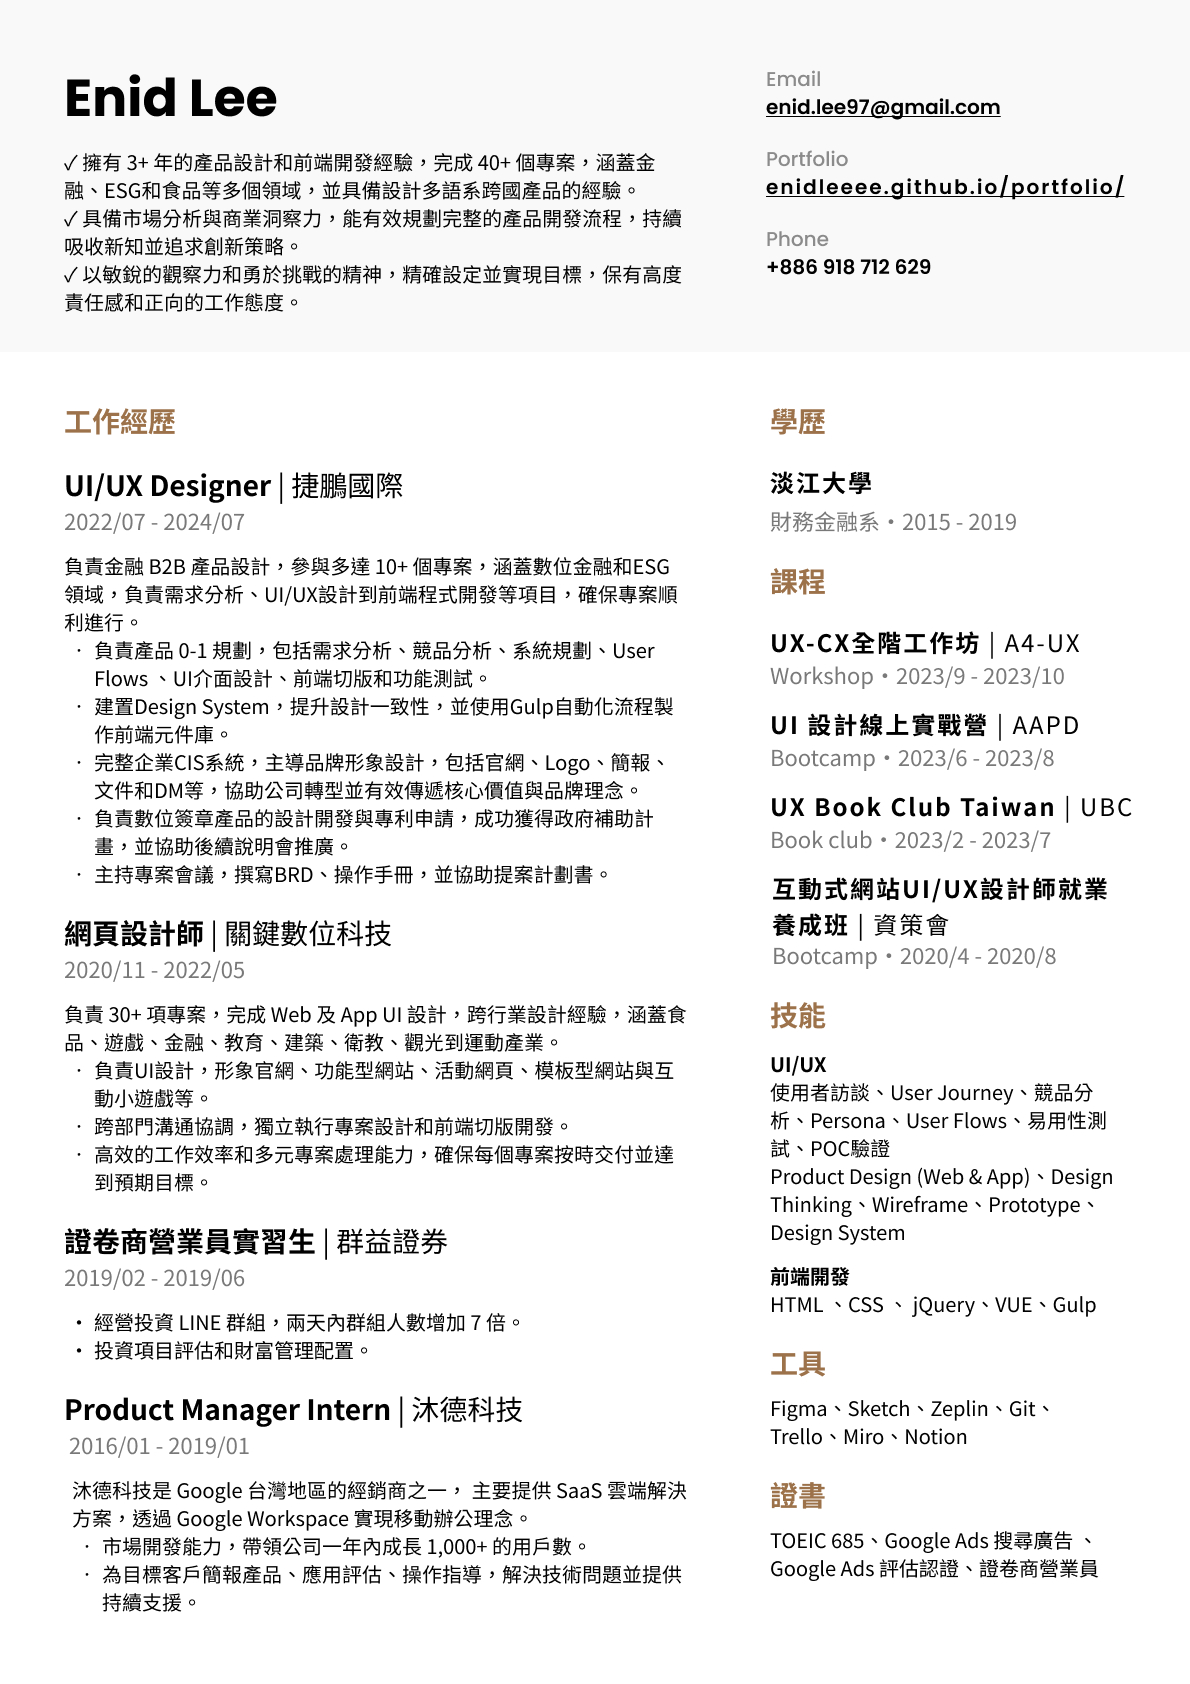 Enid Lee
✓ 擁有 3+ 年的產品設計和前端開發經驗，完成 40+ 個專案，涵蓋金
融、ESG和食品等多個領域，並具備設計多語系跨國產品的經驗。
✓ 具備市場分析與商業洞察力，能有效規劃完整的產品開發流程，持續
吸收新知並追求創新策略。
✓ 以敏銳的觀察力和勇於挑戰的精神，精確設定並實現目標，保有高度
責任感和正向的工作態度。
Email
enid.lee97@gmail.com
Portfolio
enidleeee.github.io/portfolio/
Phone
+886 918 712 629
工作經歷
UI/UX Designer | 捷鵬國際
2022/07 - 2024/07
負責金融 B2B 產品設計，參與多達 10+ 個專案，涵蓋數位金融和ESG
領域，負責需求分析、UI/UX設計到前端程式開發等項目，確保專案順
利進行。
· 負責產品 0-1 規劃，包括需求分析、競品分析、系統規劃、User
Flows 、UI介面設計、前端切版和功能測試。
· 建置Design System，提升設計一致性，並使用Gulp自動化流程製
作前端元件庫。
· 完整企業CIS系統，主導品牌形象設計，包括官網、Logo、簡報、
文件和DM等，協助公司轉型並有效傳遞核心價值與品牌理念。
· 負責數位簽章產品的設計開發與專利申請，成功獲得政府補助計
畫，並協助後續說明會推廣。
· 主持專案會議，撰寫BRD、操作手冊，並協助提案計劃書。
網頁設計師 | 關鍵數位科技
2020/11 - 2022/05
負責 30+ 項專案，完成 Web 及 App UI 設計，跨行業設計經驗，涵蓋食
品、遊戲、金融、教育、建築、衛教、觀光到運動產業。
· 負責UI設計，形象官網、功能型網站、活動網頁、模板型網站與互
動小遊戲等。
· 跨部門溝通協調，獨立執行專案設計和前端切版開發。
· 高效的工作效率和多元專案處理能力，確保每個專案按時交付並達
到預期目標。
證卷商營業員實習生 | 群益證券
2019/02 - 2019/06
• 經營投資 LINE 群組，兩天內群組人數增加 7 倍。
• 投資項目評估和財富管理配置。
Product Manager Intern | 沐德科技
2016/01 - 2019/01
沐德科技是 Google 台灣地區的經銷商之一， 主要提供 SaaS 雲端解決
方案，透過 Google Workspace 實現移動辦公理念。
· 市場開發能力，帶領公司一年內成長 1,000+ 的用戶數。
· 為目標客戶簡報產品、應用評估、操作指導，解決技術問題並提供
持續支援。
學歷
淡江大學
財務金融系・2015 - 2019
課程
UX-CX全階工作坊 | A4-UX
Workshop・2023/9 - 2023/10
UI 設計線上實戰營 | AAPD
Bootcamp・2023/6 - 2023/8
UX Book Club Taiwan | UBC
Book club・2023/2 - 2023/7
互動式網站UI/UX設計師就業
養成班 | 資策會
Bootcamp・2020/4 - 2020/8
技能
UI/UX
使用者訪談、User Journey、競品分
析、Persona、User Flows、易用性測
試、POC驗證
Product Design (Web & App)、Design
Thinking、Wireframe、Prototype、
Design System
前端開發
HTML 、CSS 、 jQuery、VUE、Gulp
工具
Figma、Sketch、Zeplin、Git、
Trello、Miro、Notion
證書
TOEIC 685、Google Ads 搜尋廣告 、
Google Ads 評估認證、證卷商營業員